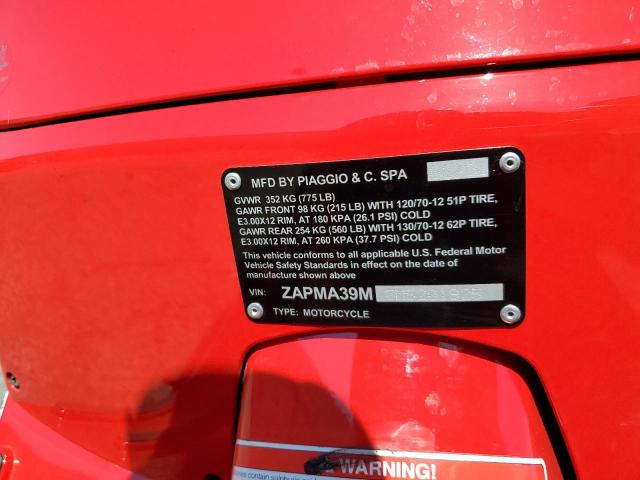 MFD BY PIAGGIO & C. SPA
GVWR 352 KG (775 LB)
GAWR FRONT 98 KG (215 LB) WITH 120/70-12 51P TIRE,
E3.00X12 RIM, AT 180 KPA (26.1 PSI) COLD
GAWR REAR 254 KG (560 LB) WITH 130/70-12 62P TIRE,
E3.00X12 RIM, AT 260 KPA (37.7 PSI) COLD
This vehicle conforms to all applicable U.S. Federal Motor
Vehicle Safety Standards in effect on the date of
manufacture shown above
VIN: ZAPMA39M
TYPE: MOTORCYCLE
WARNING!
contain sulphuric